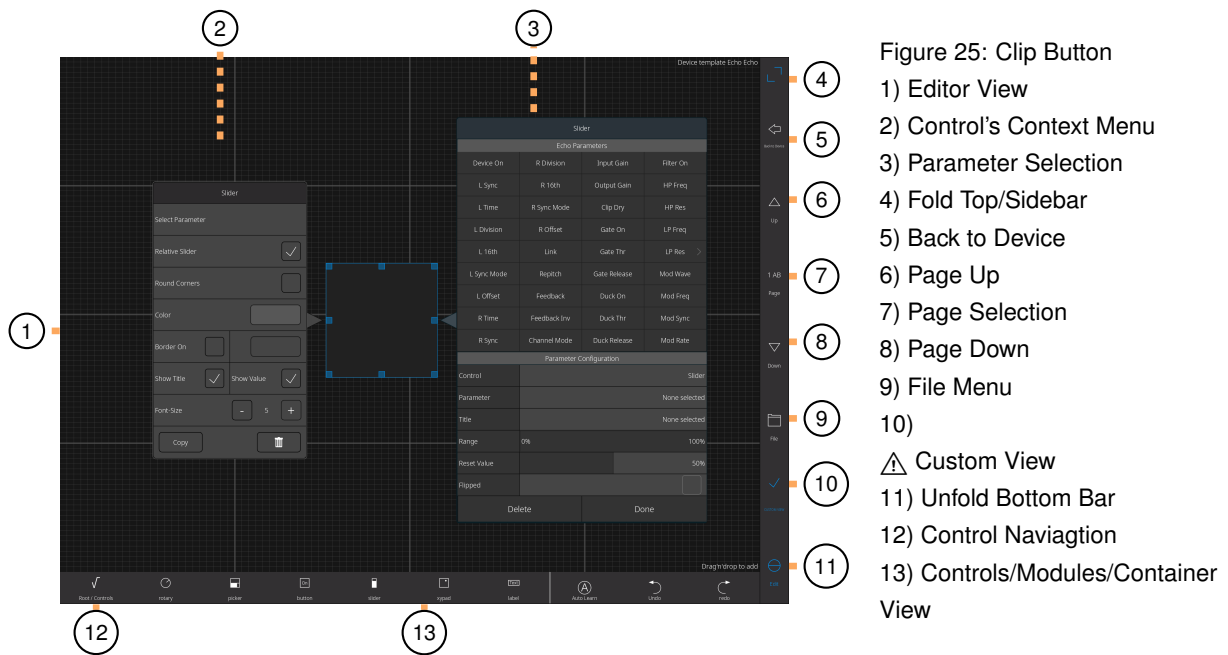 2
3
Device template Echo Echo
4
Back to Device
5
Up
6
1 AB
Page
7
Down
8
File
9
10
Edit
11
1
Slider
Select Parameter
Relative Slider
Round Corners
Color
Border On
Show Title Show Value
Font-Size - 5 +
Copy
Slider
Echo Parameters
Device On R Division Input Gain Filter On
L Sync R 16th Output Gain HP Freq
L Time R Sync Mode Clip Dry HP Res
L Division R Offset Gate On LP Freq
L 16th Link Gate Thr LP Res
L Sync Mode Repitch Gate Release Mod Wave
L Offset Feedback Duck On Mod Freq
R Time Feedback Inv Duck Thr Mod Sync
R Sync Channel Mode Duck Release Mod Rate
Parameter Configuration
Control Slider
Parameter None selected
Title None selected
Range 0% 100%
Reset Value 50%
Flipped
Delete Done
Drag'n'drop to add
Root / Controls rotary picker button slider xypad label Auto Learn Undo redo
On
Text
A
12
13
Figure 25: Clip Button
1) Editor View
2) Control's Context Menu
3) Parameter Selection
4) Fold Top/Sidebar
5) Back to Device
6) Page Up
7) Page Selection
8) Page Down
9) File Menu
10)
⚠ Custom View
11) Unfold Bottom Bar
12) Control Naviagtion
13) Controls/Modules/Container
View